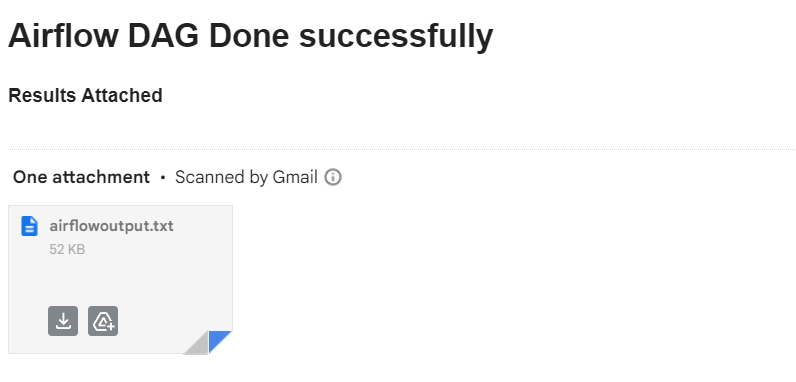 Airflow DAG Done successfully
Results Attached
One attachment • Scanned by Gmail
airflowoutput.txt
52 KB